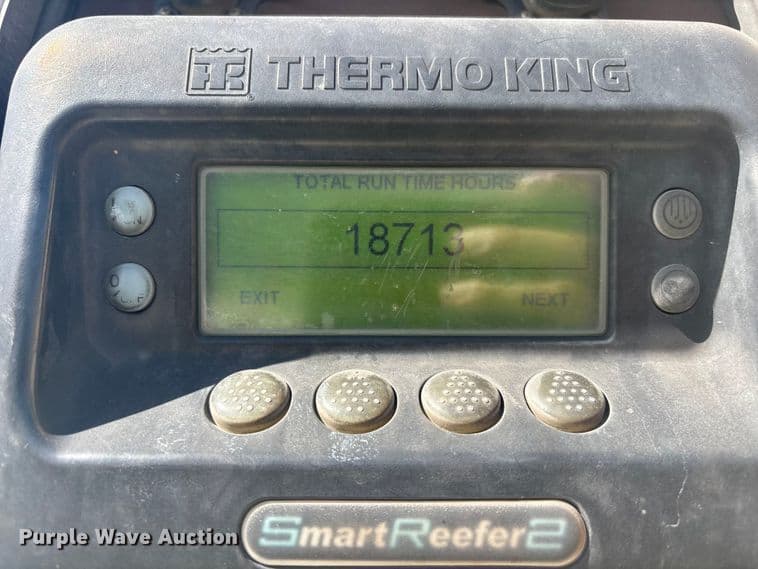 THERMO KING
TOTAL RUN TIME HOURS
18713
EXIT NEXT
SmartReefer2
Purple Wave Auction